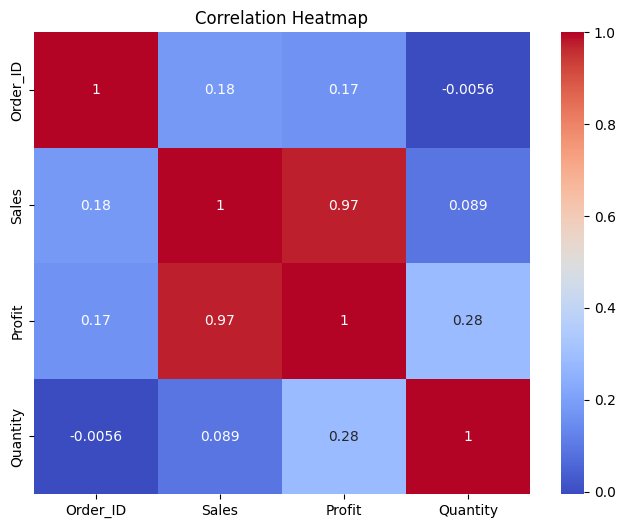 Correlation Heatmap
Order_ID 1 0.18 0.17 -0.0056
Sales 0.18 1 0.97 0.089
Profit 0.17 0.97 1 0.28
Quantity -0.0056 0.089 0.28 1
Order_ID Sales Profit Quantity
1.0
0.8
0.6
0.4
0.2
0.0